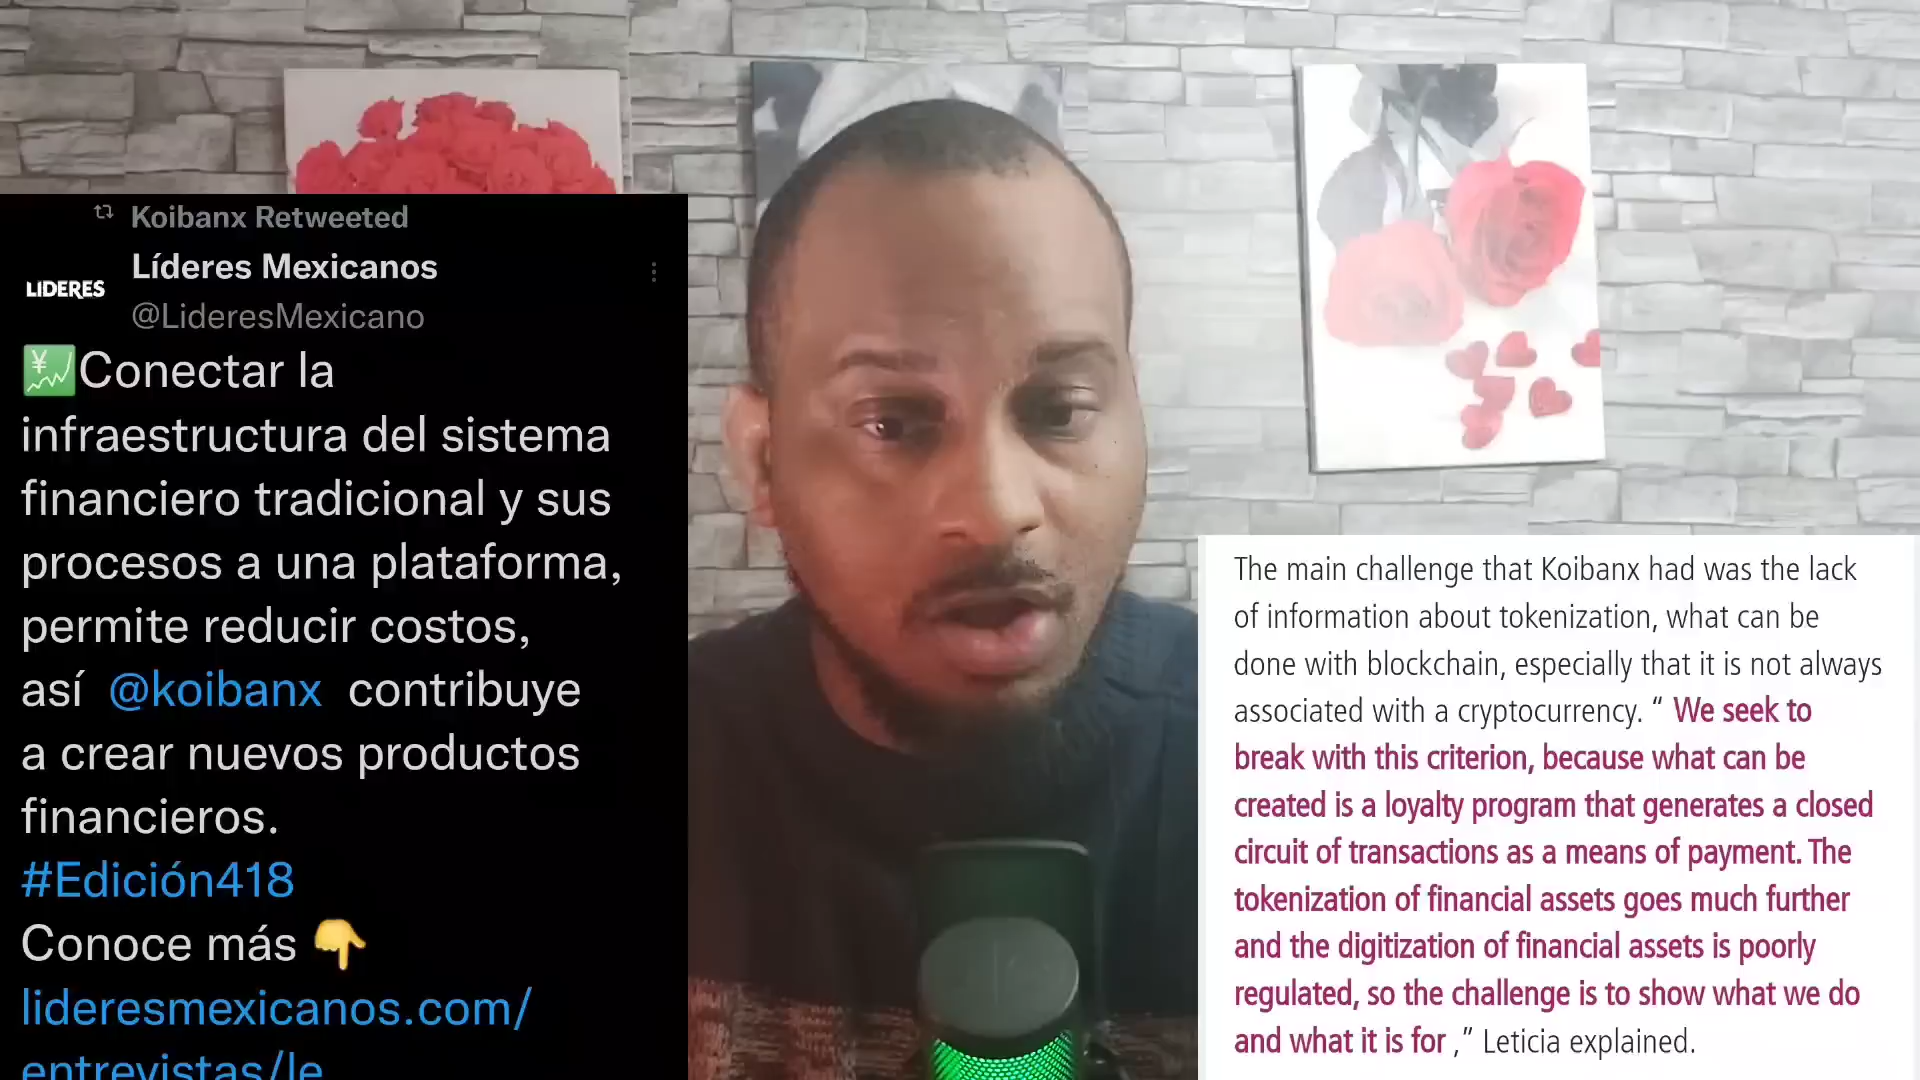 Koibanx Retweeted
LIDERES
Líderes Mexicanos
@LideresMexicano
💹Conectar la
infraestructura del sistema
financiero tradicional y sus
procesos a una plataforma,
permite reducir costos,
así @koibanx contribuye
a crear nuevos productos
financieros.
#Edición418
Conoce más 👇
lideresmexicanos.com/
entrevistas/le
The main challenge that Koibanx had was the lack
of information about tokenization, what can be
done with blockchain, especially that it is not always
associated with a cryptocurrency. “ We seek to
break with this criterion, because what can be
created is a loyalty program that generates a closed
circuit of transactions as a means of payment. The
tokenization of financial assets goes much further
and the digitization of financial assets is poorly
regulated, so the challenge is to show what we do
and what it is for ,” Leticia explained.